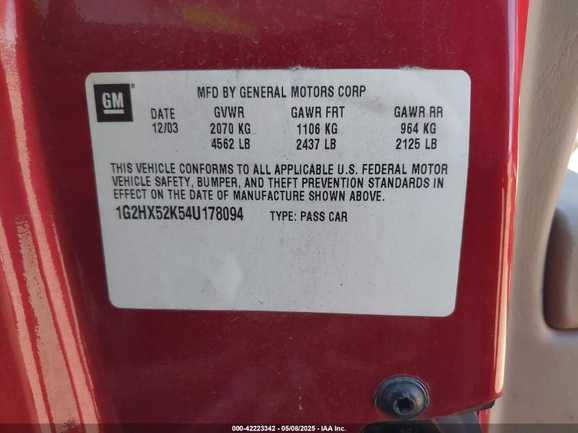 GM
MFD BY GENERAL MOTORS CORP
DATE GVWR GAWR FRT GAWR RR
12/03 2070 KG 1106 KG 964 KG
4562 LB 2437 LB 2125 LB
THIS VEHICLE CONFORMS TO ALL APPLICABLE U.S. FEDERAL MOTOR
VEHICLE SAFETY, BUMPER, AND THEFT PREVENTION STANDARDS IN
EFFECT ON THE DATE OF MANUFACTURE SHOWN ABOVE.
1G2HX52K54U178094 TYPE: PASS CAR
000-42223342 - 05/08/2025 - IAA Inc.